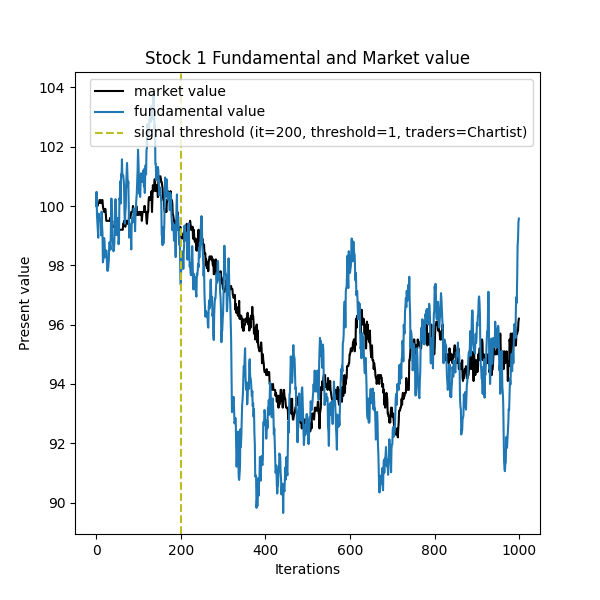 Stock 1 Fundamental and Market value
104
market value
fundamental value
signal threshold (it=200, threshold=1, traders=Chartist)
102
100
98
96
94
92
90
Present value
0 200 400 600 800 1000
Iterations